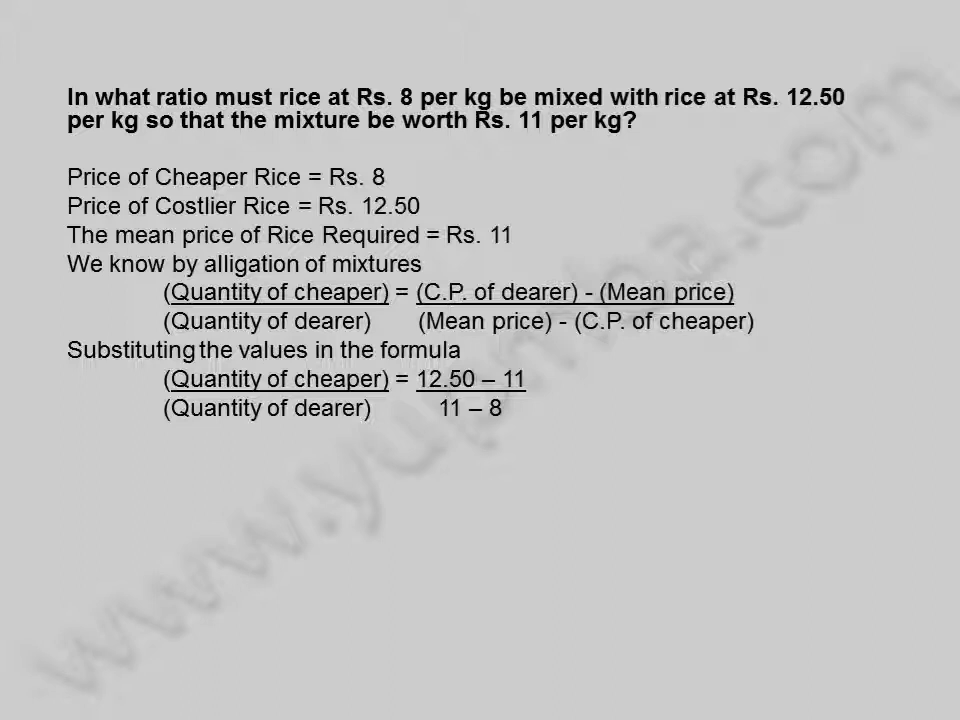 In what ratio must rice at Rs. 8 per kg be mixed with rice at Rs. 12.50
per kg so that the mixture be worth Rs. 11 per kg?
Price of Cheaper Rice = Rs. 8
Price of Costlier Rice = Rs. 12.50
The mean price of Rice Required = Rs. 11
We know by alligation of mixtures
(Quantity of cheaper) = (C.P. of dearer) - (Mean price)
(Quantity of dearer) (Mean price) - (C.P. of cheaper)
Substituting the values in the formula
(Quantity of cheaper) = 12.50 – 11
(Quantity of dearer) 11 – 8